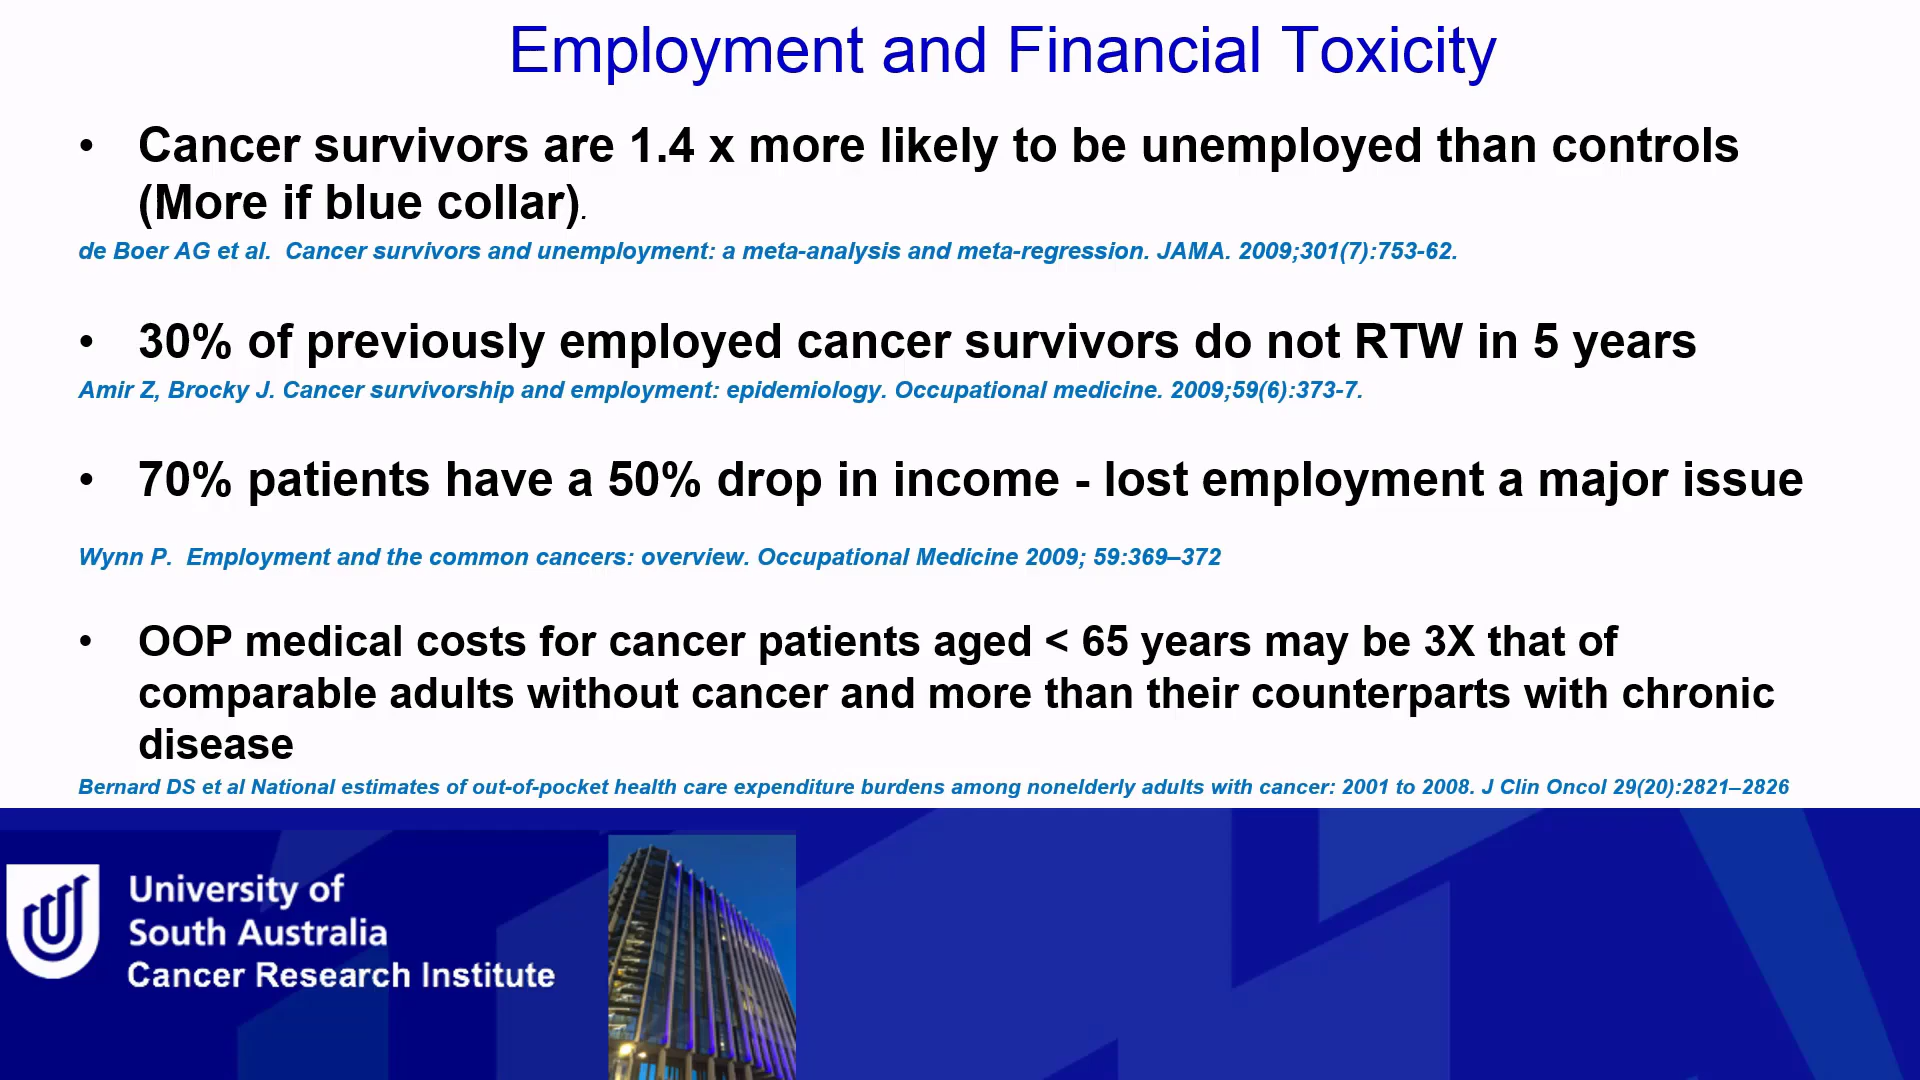 Employment and Financial Toxicity
• Cancer survivors are 1.4 x more likely to be unemployed than controls
(More if blue collar).
de Boer AG et al.  Cancer survivors and unemployment: a meta-analysis and meta-regression. JAMA. 2009;301(7):753-62.
• 30% of previously employed cancer survivors do not RTW in 5 years
Amir Z, Brocky J. Cancer survivorship and employment: epidemiology. Occupational medicine. 2009;59(6):373-7.
• 70% patients have a 50% drop in income - lost employment a major issue
Wynn P.  Employment and the common cancers: overview. Occupational Medicine 2009; 59:369–372
• OOP medical costs for cancer patients aged < 65 years may be 3X that of
comparable adults without cancer and more than their counterparts with chronic
disease
Bernard DS et al National estimates of out-of-pocket health care expenditure burdens among nonelderly adults with cancer: 2001 to 2008. J Clin Oncol 29(20):2821–2826
University of
South Australia
Cancer Research Institute